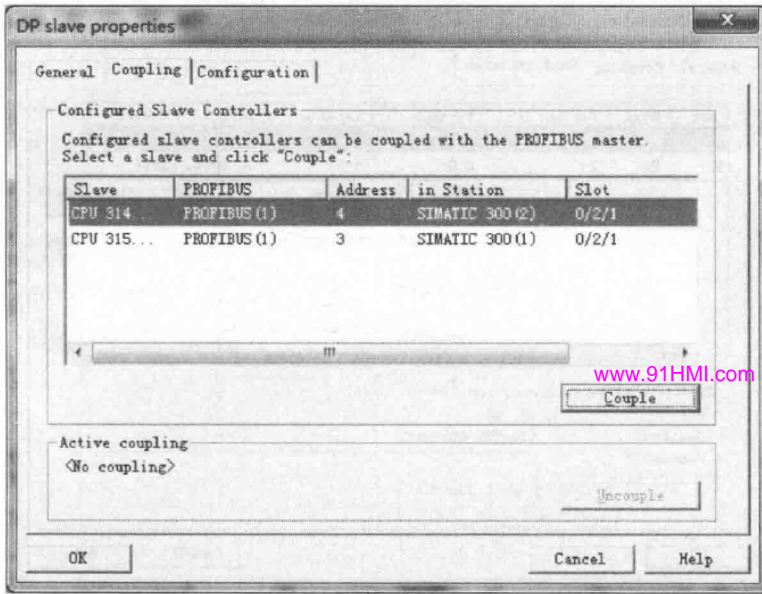 DP slave properties
General Coupling Configuration
Configured Slave Controllers
Configured slave controllers can be coupled with the PROFIBUS master.
Select a slave and click "Couple":
Slave PROFIBUS Address in Station Slot
CPU 314... PROFIBUS(1) 4 SIMATIC 300(2) 0/2/1
CPU 315... PROFIBUS(1) 3 SIMATIC 300(1) 0/2/1
www.91HMI.com
Couple
Active coupling
<No coupling>
Uncouple
OK Cancel Help